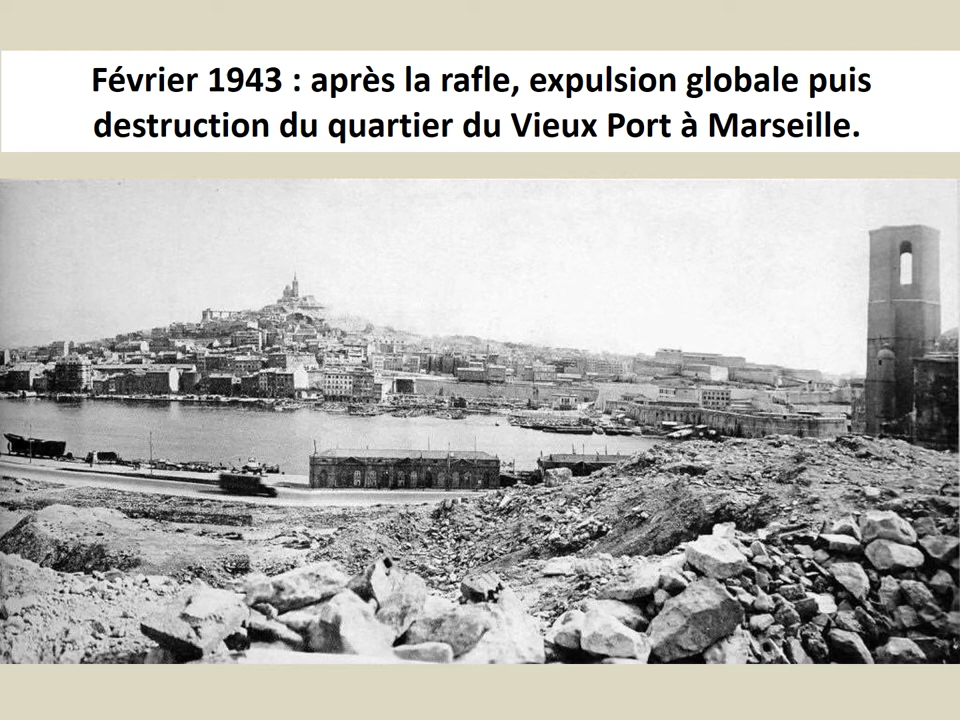 Février 1943 : après la rafle, expulsion globale puis
destruction du quartier du Vieux Port à Marseille.